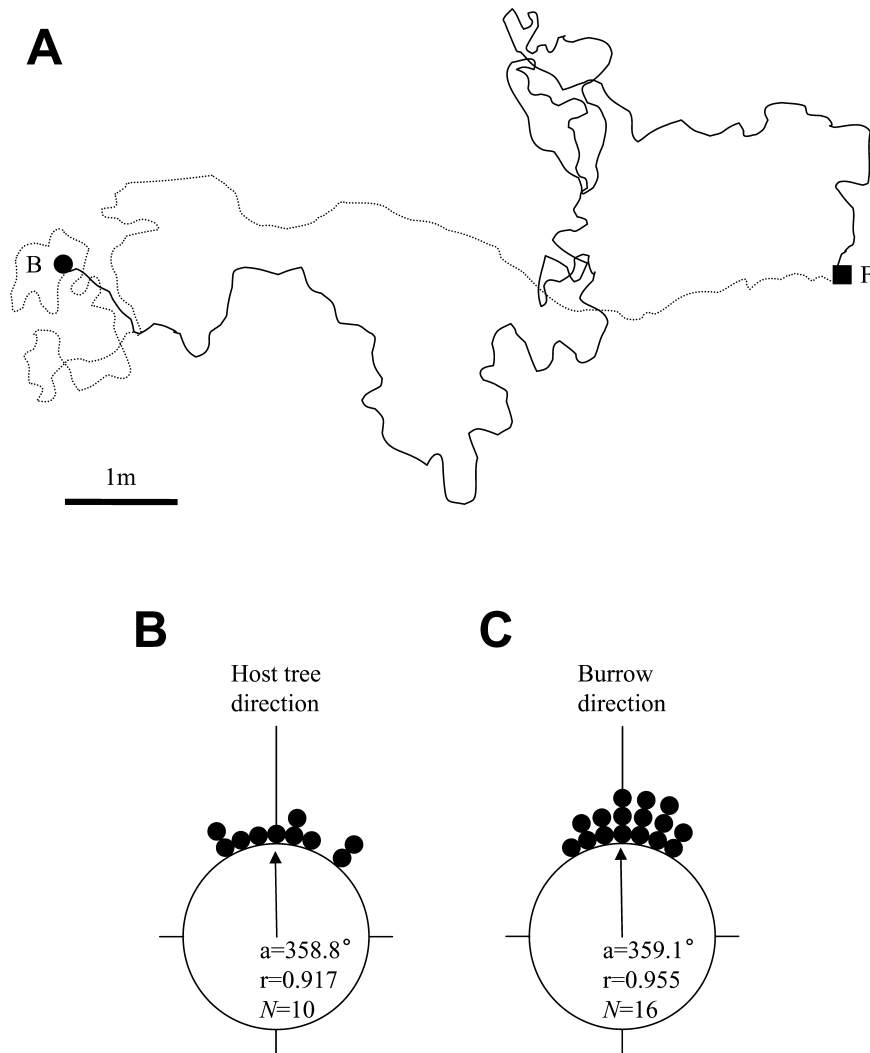 A
B
F
1m
B
C
Host tree
direction
Burrow
direction
a=358.8°
r=0.917
N=10
a=359.1°
r=0.955
N=16